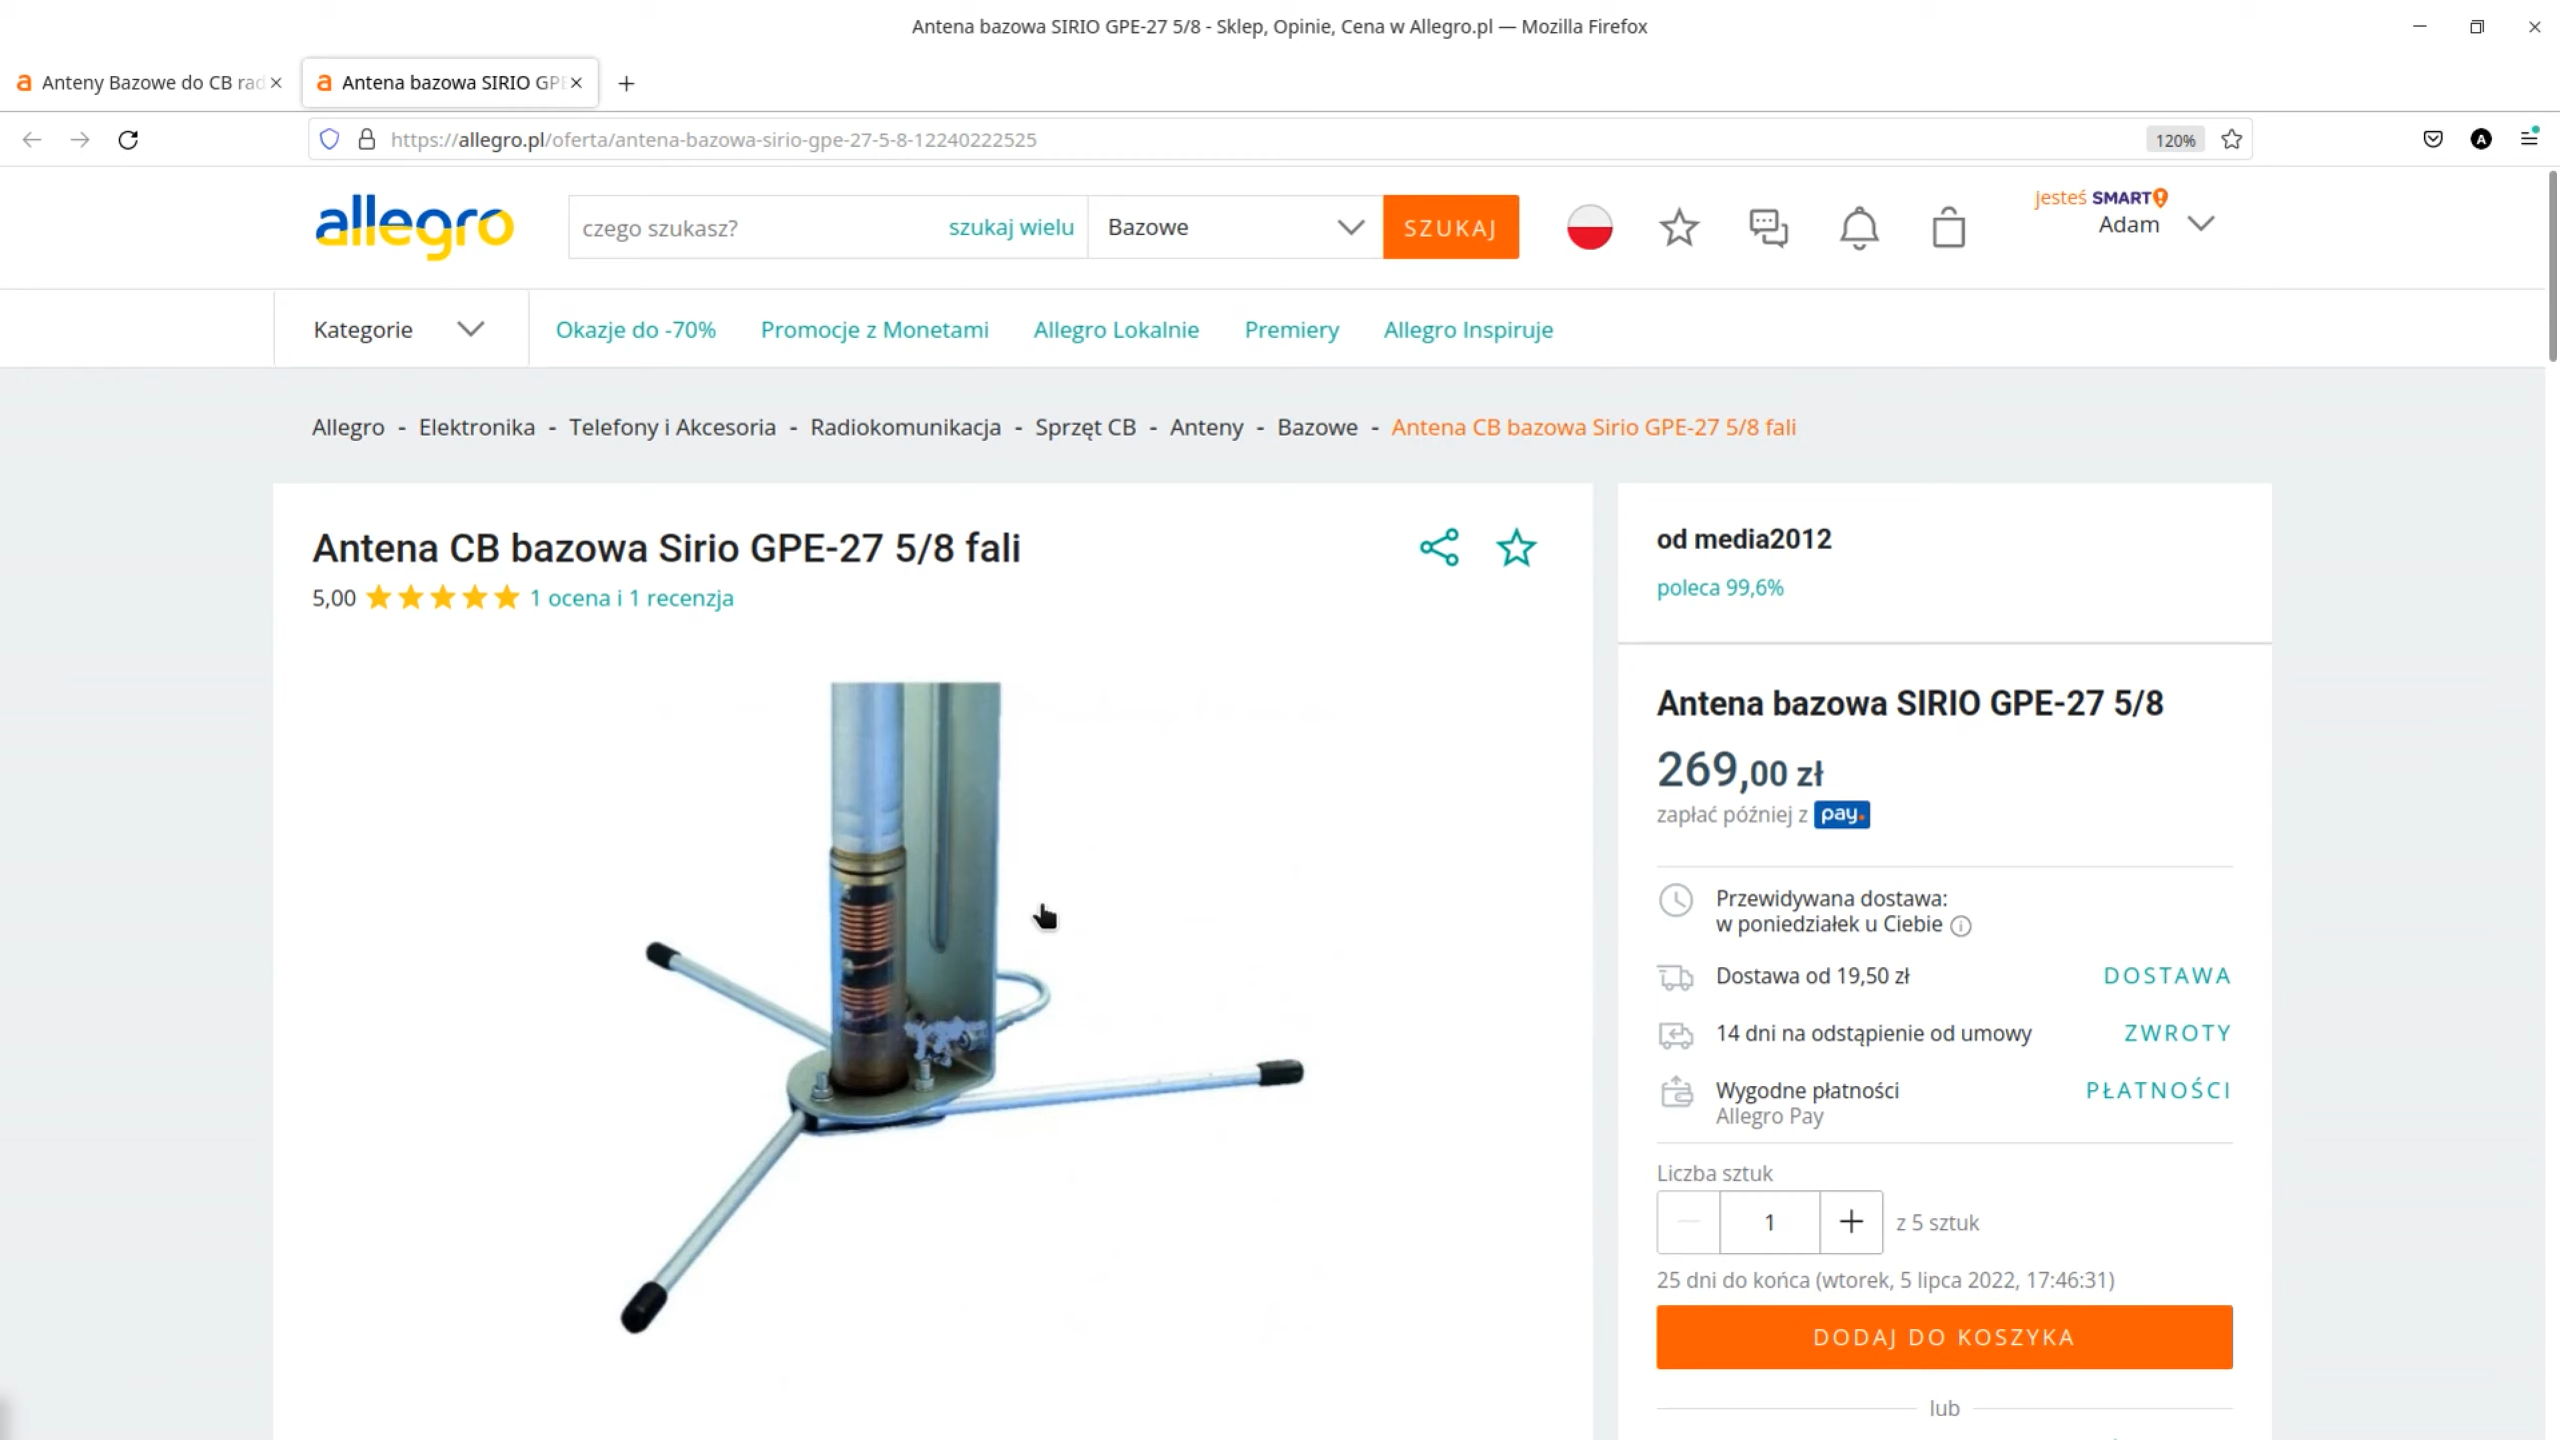 Antena bazowa SIRIO GPE-27 5/8 - Sklep, Opinie, Cena w Allegro.pl — Mozilla Firefox
Anteny Bazowe do CB rad
Antena bazowa SIRIO GPE
https://allegro.pl/oferta/antena-bazowa-sirio-gpe-27-5-8-12240222525
120%
A
allegro
czego szukasz?
szukaj wielu
Bazowe
SZUKAJ
jesteś SMART!
Adam
Kategorie
Okazje do -70%
Promocje z Monetami
Allegro Lokalnie
Premiery
Allegro Inspiruje
Allegro - Elektronika - Telefony i Akcesoria - Radiokomunikacja - Sprzęt CB - Anteny - Bazowe - Antena CB bazowa Sirio GPE-27 5/8 fali
Antena CB bazowa Sirio GPE-27 5/8 fali
5,00 1 ocena i 1 recenzja
od media2012
poleca 99,6%
Antena bazowa SIRIO GPE-27 5/8
269,00 zł
zapłać później z pay.
Przewidywana dostawa:
w poniedziałek u Ciebie
Dostawa od 19,50 zł DOSTAWA
14 dni na odstąpienie od umowy ZWROTY
Wygodne płatności PŁATNOŚCI
Allegro Pay
Liczba sztuk
1
z 5 sztuk
25 dni do końca (wtorek, 5 lipca 2022, 17:46:31)
DODAJ DO KOSZYKA
lub